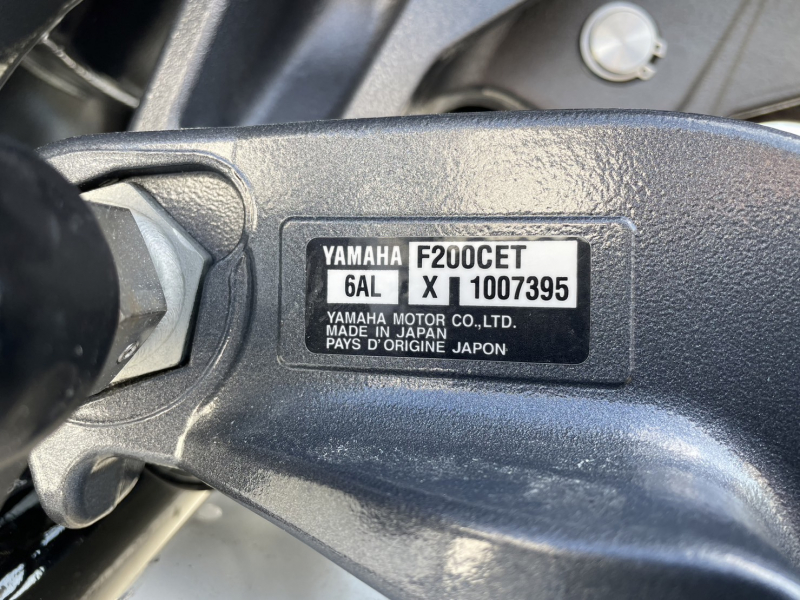 YAMAHA F200CET
6AL X 1007395
YAMAHA MOTOR CO.,LTD.
MADE IN JAPAN
PAYS D'ORIGINE JAPON